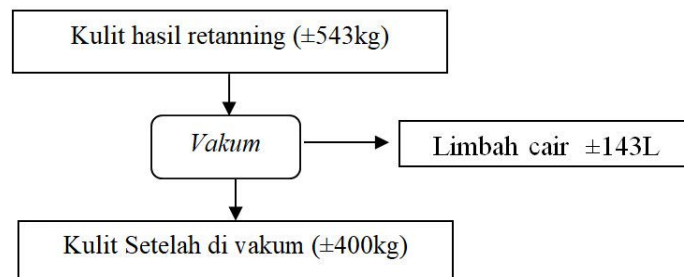 Kulit hasil retanning (±543kg)
Vakum
Limbah cair ±143L
Kulit Setelah di vakum (±400kg)